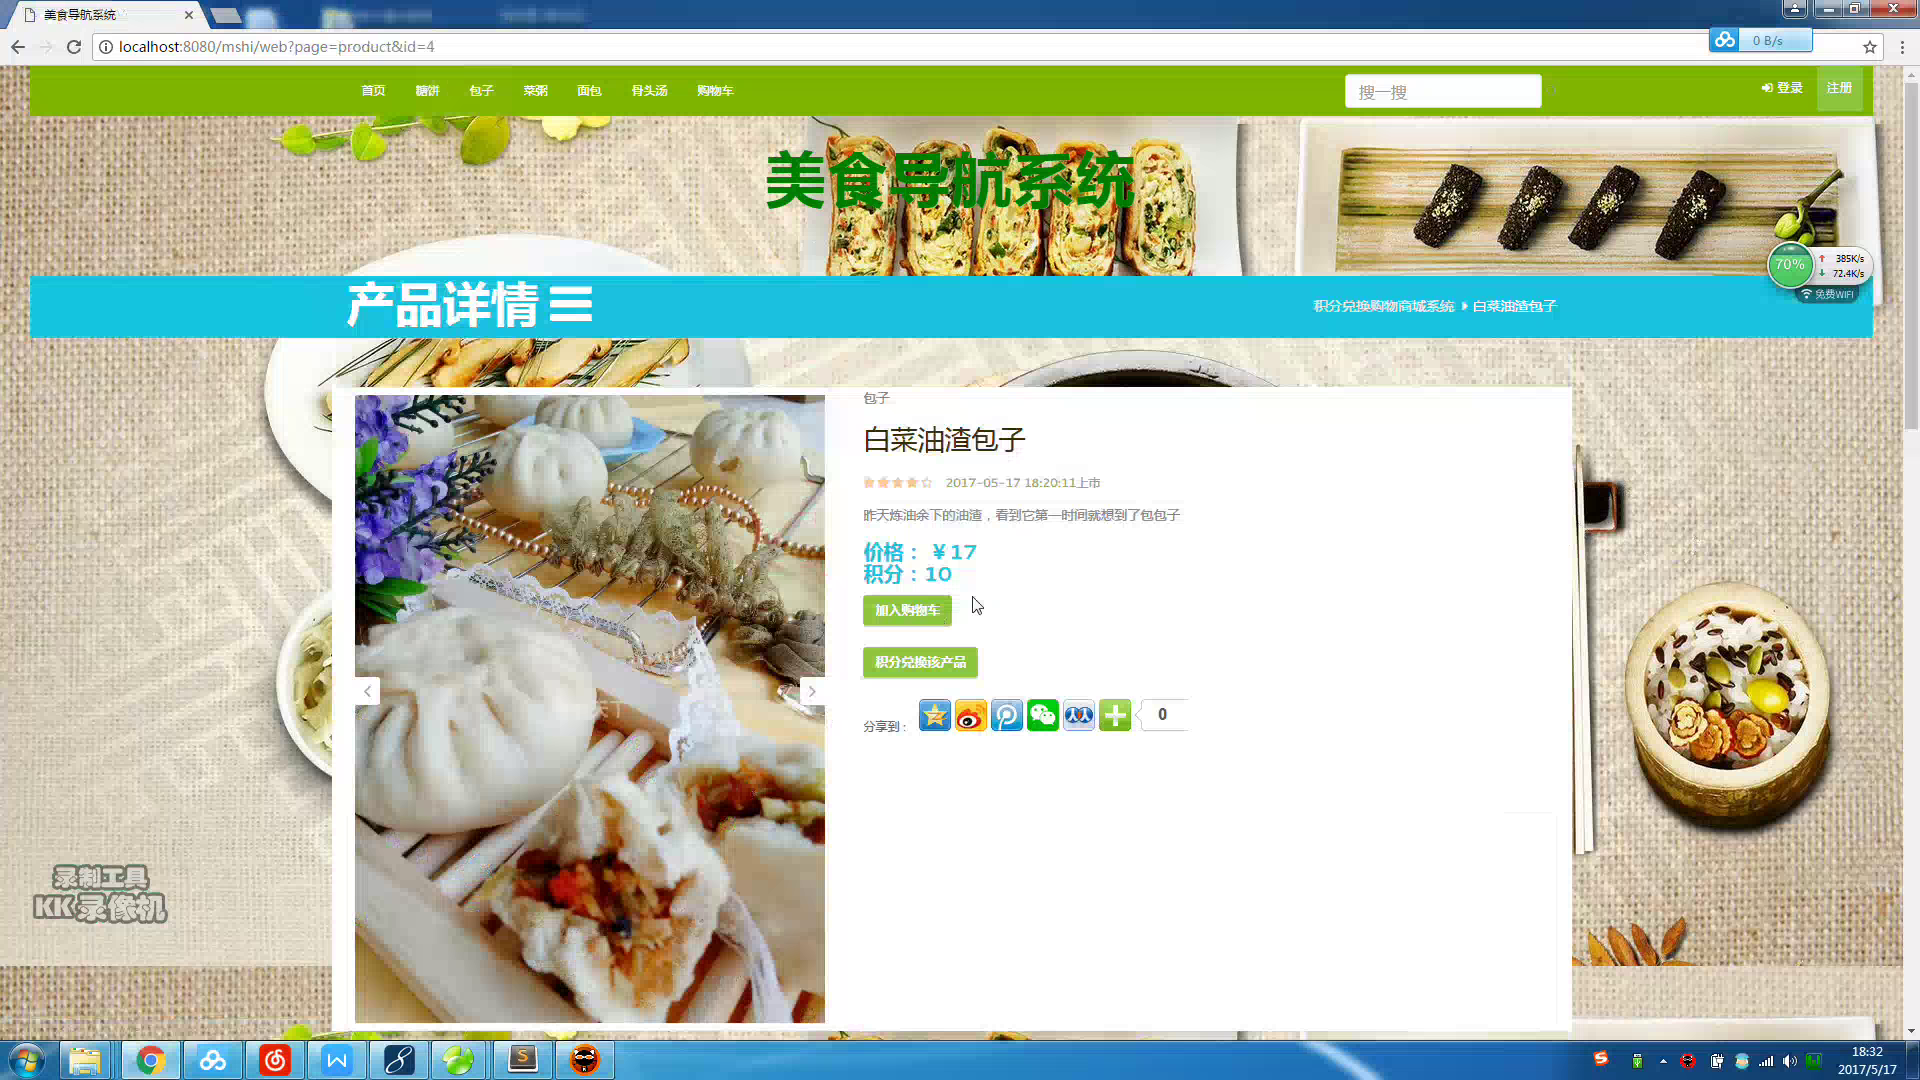 美食导航系统
localhost:8080/mshi/web?page=product&id=4
0 B/s
首页 糖饼 包子 菜粥 面包 骨头汤 购物车
搜一搜
登录 注册
美食导航系统
70%
385K/s
72.4K/s
免费WIFI
产品详情
积分兑换购物商城系统 白菜油渣包子
包子
白菜油渣包子
2017-05-17 18:20:11上市
昨天炼油余下的油渣，看到它第一时间就想到了包包子
价格： ￥17
积分：10
加入购物车
积分兑换该产品
分享到：
0
录制工具
KK录像机
18:32
2017/5/17